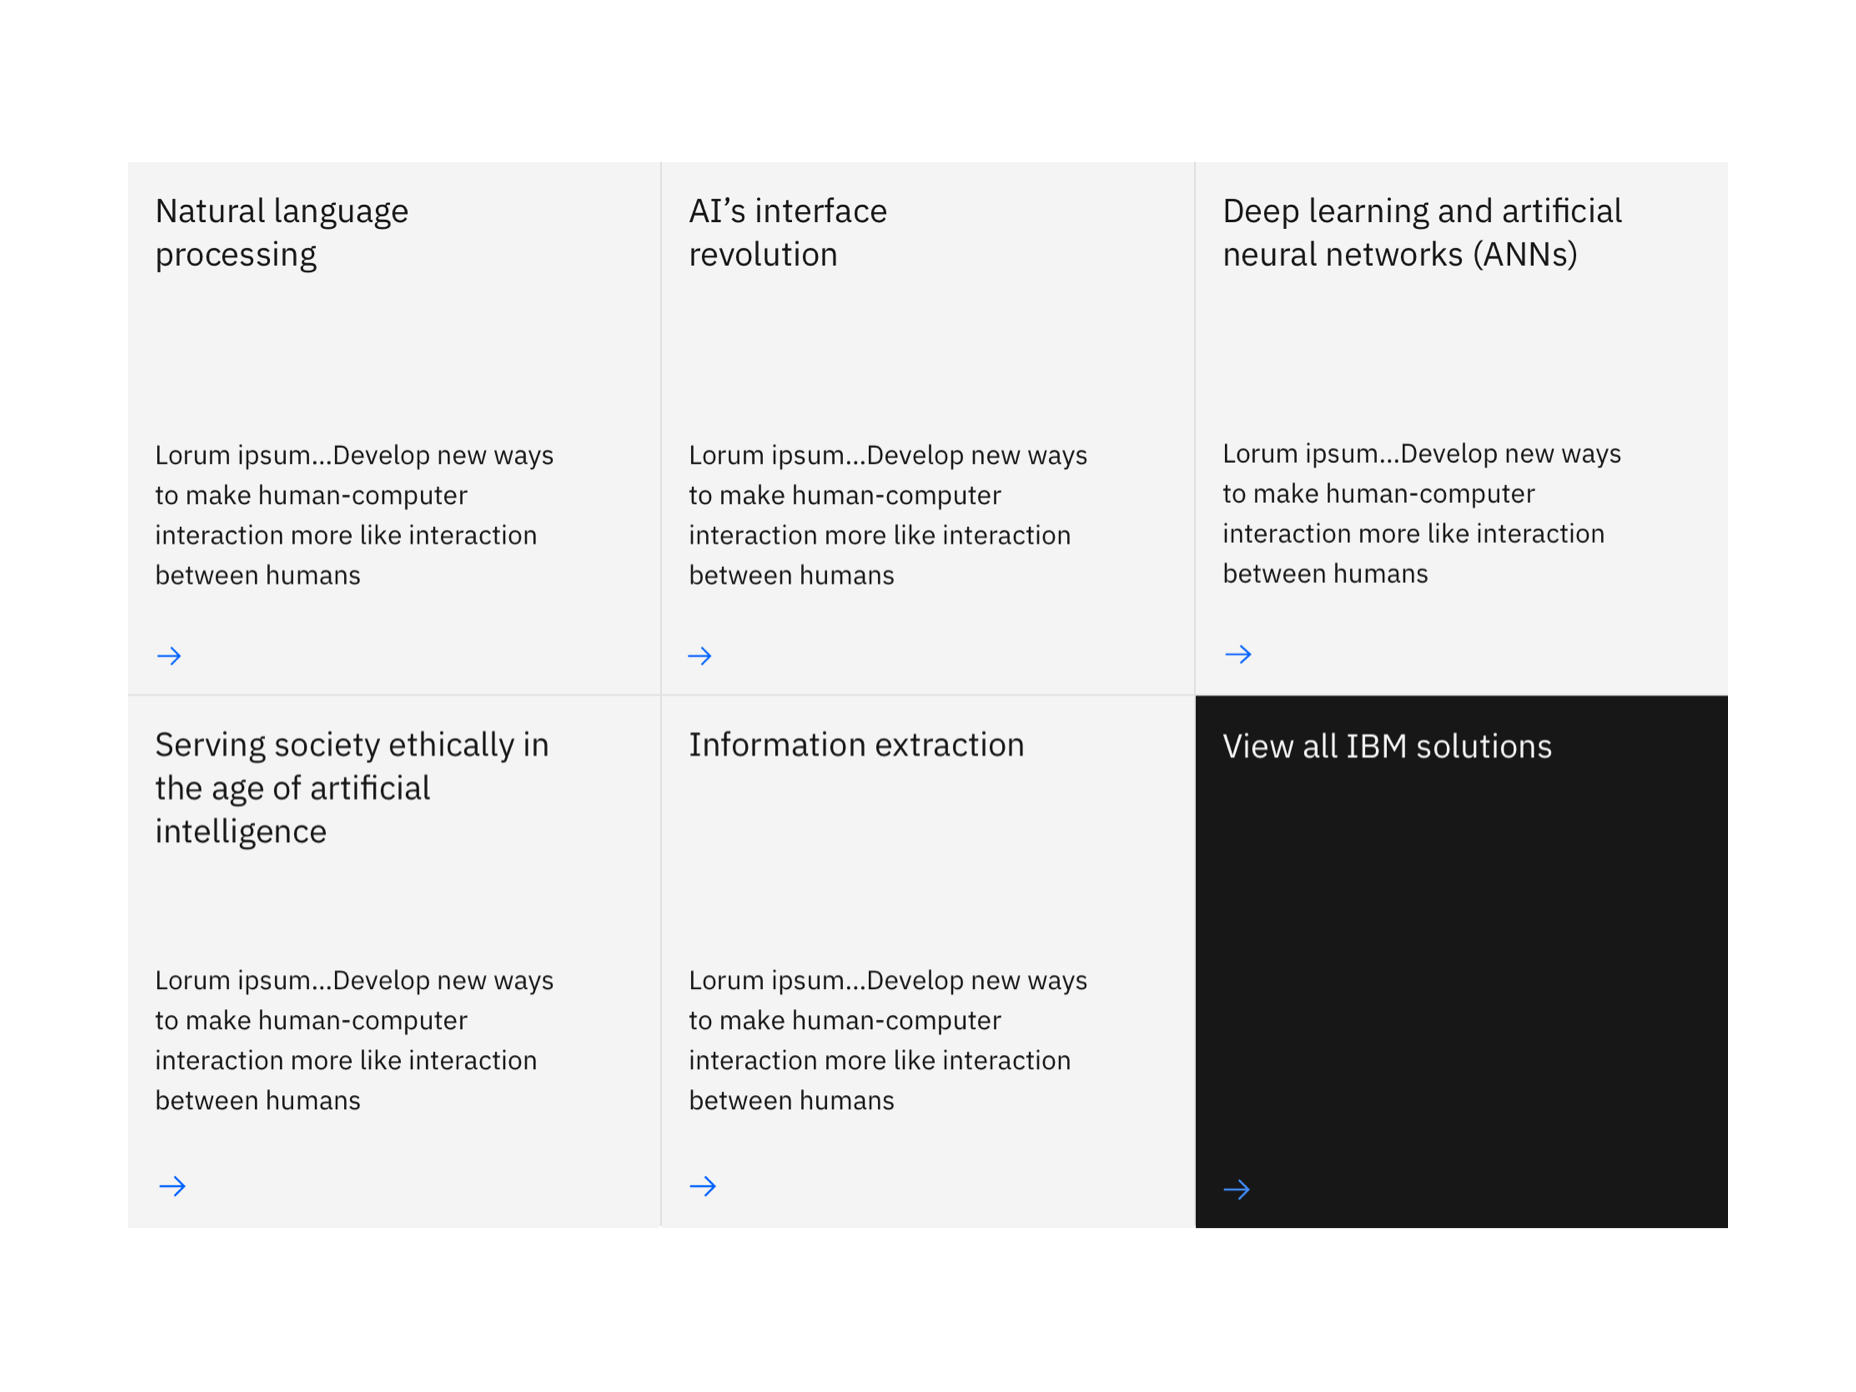 Natural language
processing
Lorum ipsum...Develop new ways
to make human-computer
interaction more like interaction
between humans
AI’s interface
revolution
Lorum ipsum...Develop new ways
to make human-computer
interaction more like interaction
between humans
Deep learning and artificial
neural networks (ANNs)
Lorum ipsum...Develop new ways
to make human-computer
interaction more like interaction
between humans
Serving society ethically in
the age of artificial
intelligence
Lorum ipsum...Develop new ways
to make human-computer
interaction more like interaction
between humans
Information extraction
Lorum ipsum...Develop new ways
to make human-computer
interaction more like interaction
between humans
View all IBM solutions